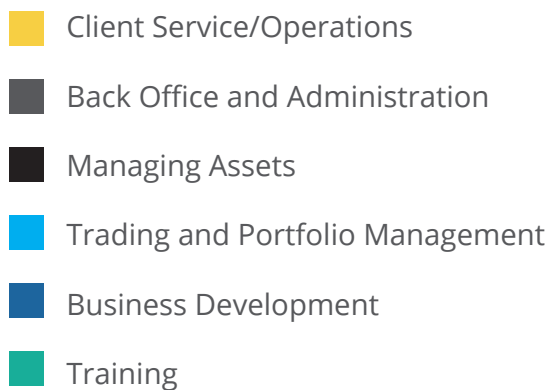 Client Service/Operations
Back Office and Administration
Managing Assets
Trading and Portfolio Management
Business Development
Training